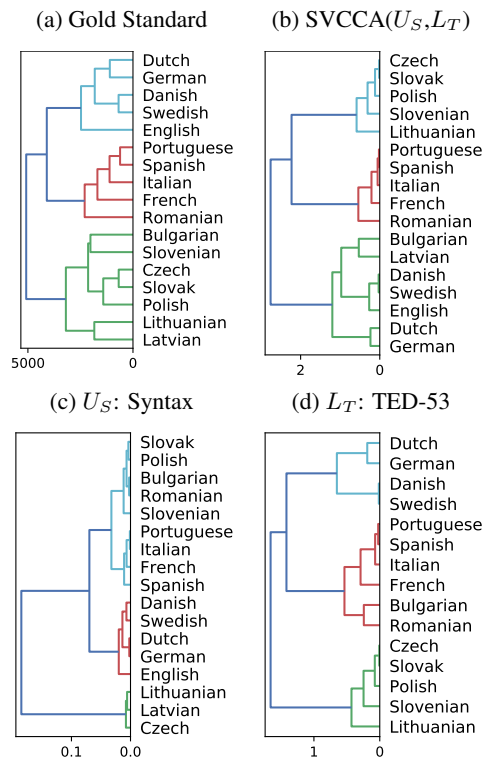 (a) Gold Standard
Dutch
German
Danish
Swedish
English
Portuguese
Spanish
Italian
French
Romanian
Bulgarian
Slovenian
Czech
Slovak
Polish
Lithuanian
Latvian
5000 0
(b) SVCCA(U_S,L_T)
Czech
Slovak
Polish
Slovenian
Lithuanian
Portuguese
Spanish
Italian
French
Romanian
Bulgarian
Latvian
Danish
Swedish
English
Dutch
German
2 0
(c) U_S: Syntax
Slovak
Polish
Bulgarian
Romanian
Slovenian
Portuguese
Italian
French
Spanish
Danish
Swedish
Dutch
German
English
Lithuanian
Latvian
Czech
0.1 0.0
(d) L_T: TED-53
Dutch
German
Danish
Swedish
Portuguese
Spanish
Italian
French
Bulgarian
Romanian
Czech
Slovak
Polish
Slovenian
Lithuanian
1 0